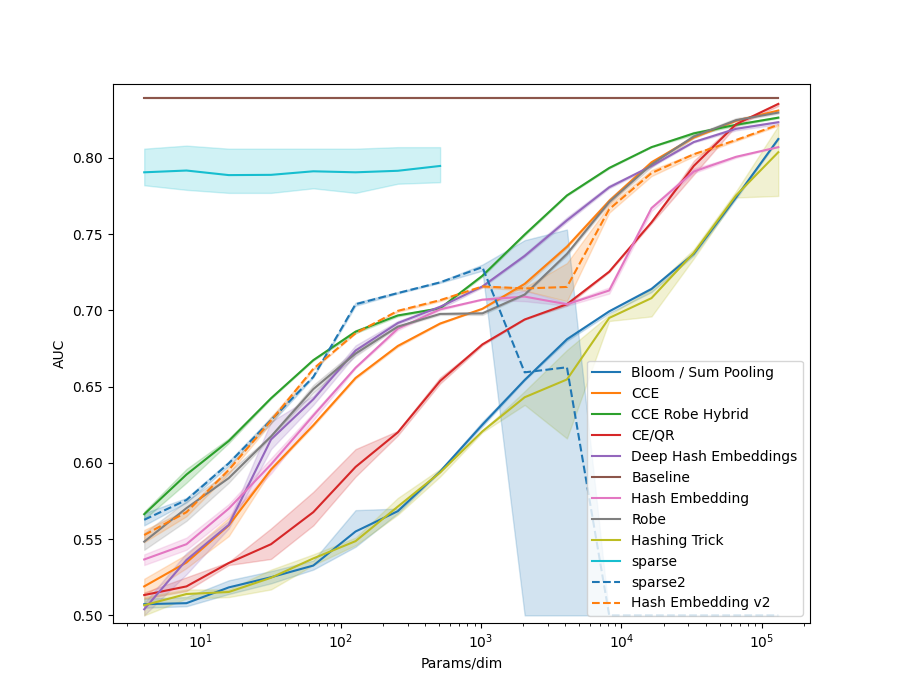 AUC
0.80
0.75
0.70
0.65
0.60
0.55
0.50
10¹
10²
10³
10⁴
10⁵
Params/dim
Bloom / Sum Pooling
CCE
CCE Robe Hybrid
CE/QR
Deep Hash Embeddings
Baseline
Hash Embedding
Robe
Hashing Trick
sparse
sparse2
Hash Embedding v2